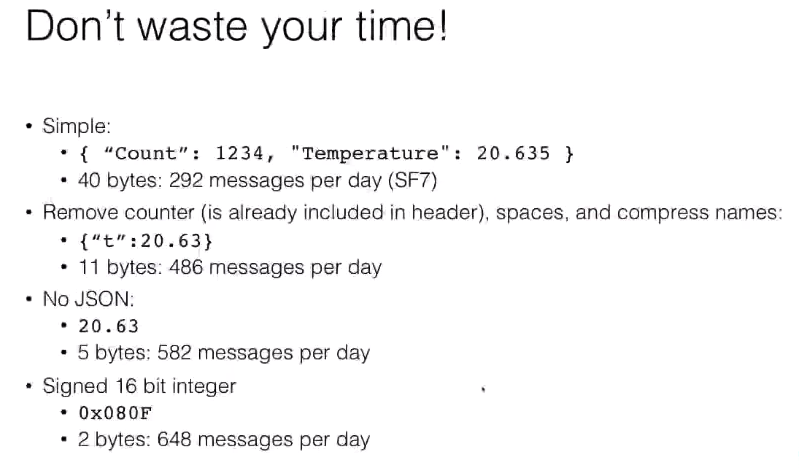 Don't waste your time!
• Simple:
• { “Count”: 1234, "Temperature": 20.635 }
• 40 bytes: 292 messages per day (SF7)
• Remove counter (is already included in header), spaces, and compress names:
• {“t”:20.63}
• 11 bytes: 486 messages per day
• No JSON:
• 20.63
• 5 bytes: 582 messages per day
• Signed 16 bit integer
• 0x080F
• 2 bytes: 648 messages per day